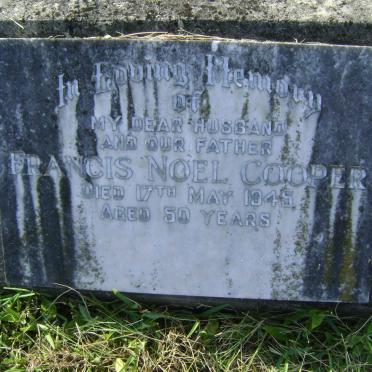 In Loving Memory
OF
MY DEAR HUSBAND
AND OUR FATHER
FRANCIS NOEL COOPER
DIED 17TH MAY 1945
AGED 50 YEARS